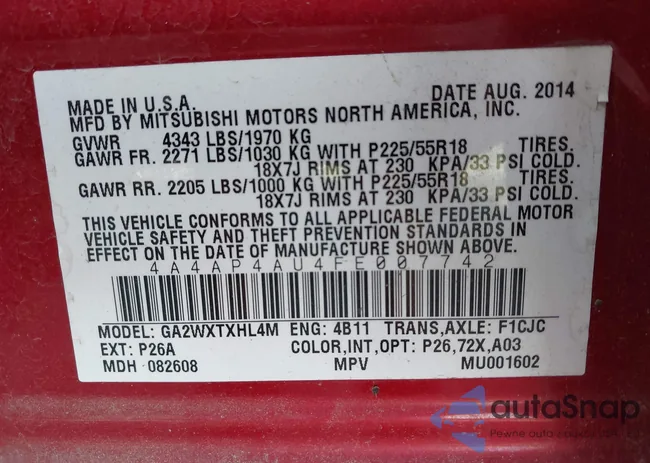 MADE IN U.S.A. DATE AUG. 2014
MFD BY MITSUBISHI MOTORS NORTH AMERICA, INC.
GVWR 4343 LBS/1970 KG
GAWR FR. 2271 LBS/1030 KG WITH P225/55R18 TIRES.
18X7J RIMS AT 230 KPA/33 PSI COLD.
GAWR RR. 2205 LBS/1000 KG WITH P225/55R18 TIRES.
18X7J RIMS AT 230 KPA/33 PSI COLD.
THIS VEHICLE CONFORMS TO ALL APPLICABLE FEDERAL MOTOR
VEHICLE SAFETY AND THEFT PREVENTION STANDARDS IN
EFFECT ON THE DATE OF MANUFACTURE SHOWN ABOVE.
4A4AP4AU4FE007742
MODEL: GA2WXTXHL4M ENG: 4B11 TRANS,AXLE: F1CJC
EXT: P26A COLOR,INT,OPT: P26,72X,A03
MDH 082608 MPV MU001602
autaSnap
Pewne auta